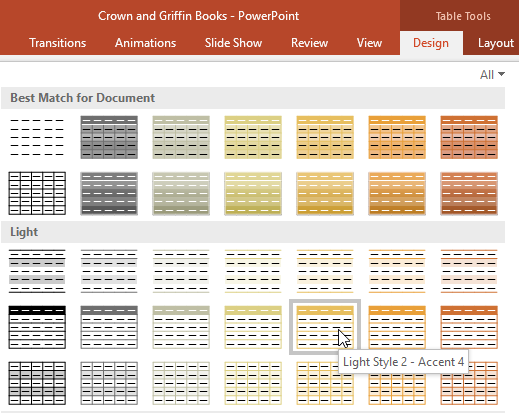 Crown and Griffin Books - PowerPoint
Table Tools
Transitions Animations Slide Show Review View Design Layout
All
Best Match for Document
Light
Light Style 2 - Accent 4